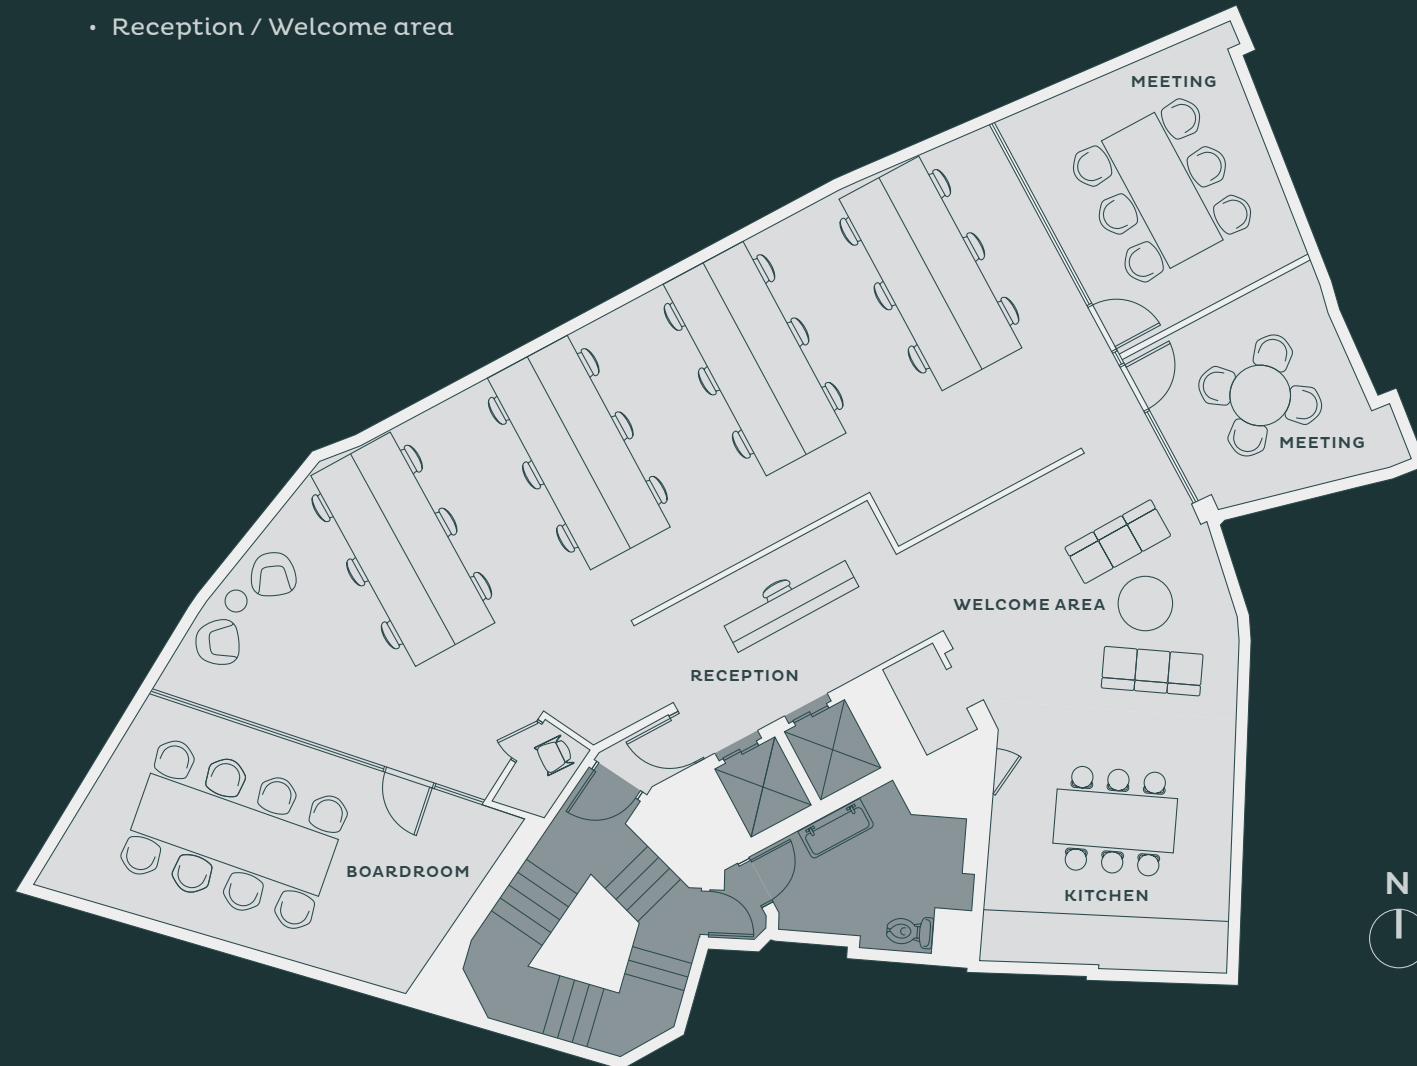 • Reception / Welcome area
MEETING
MEETING
WELCOME AREA
RECEPTION
BOARDROOM
KITCHEN
N